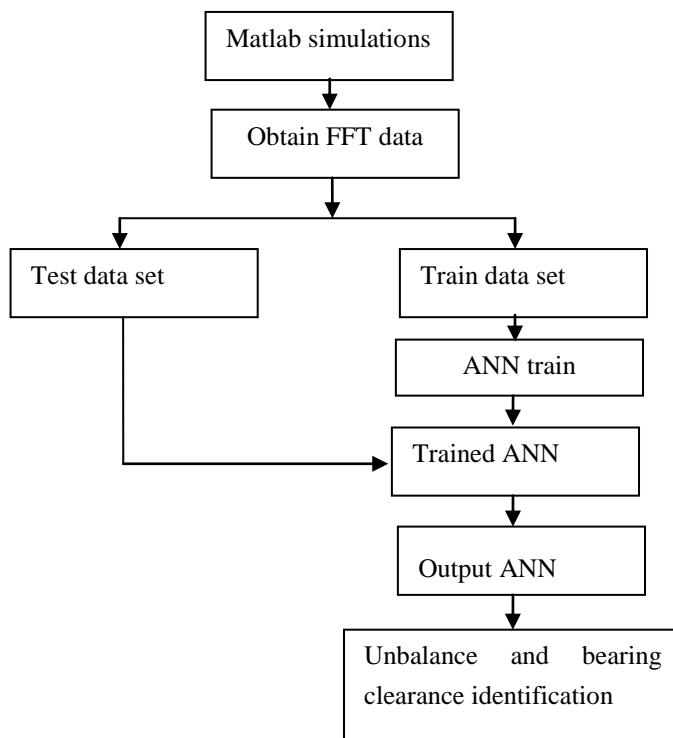 Matlab simulations
Obtain FFT data
Test data set
Train data set
ANN train
Trained ANN
Output ANN
Unbalance and bearing
clearance identification